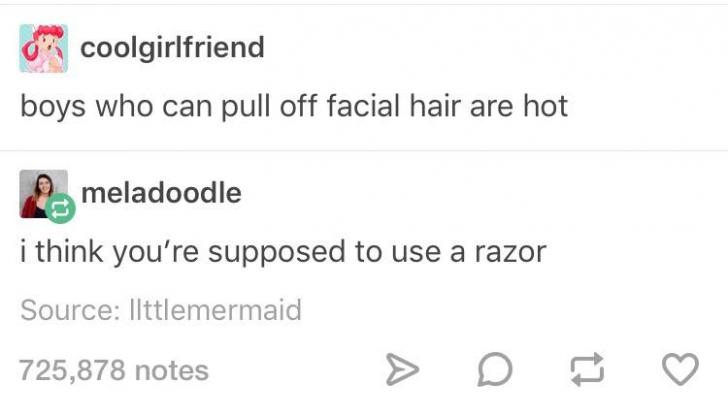 coolgirlfriend
boys who can pull off facial hair are hot
meladoodle
i think you're supposed to use a razor
Source: llttlemermaid
725,878 notes